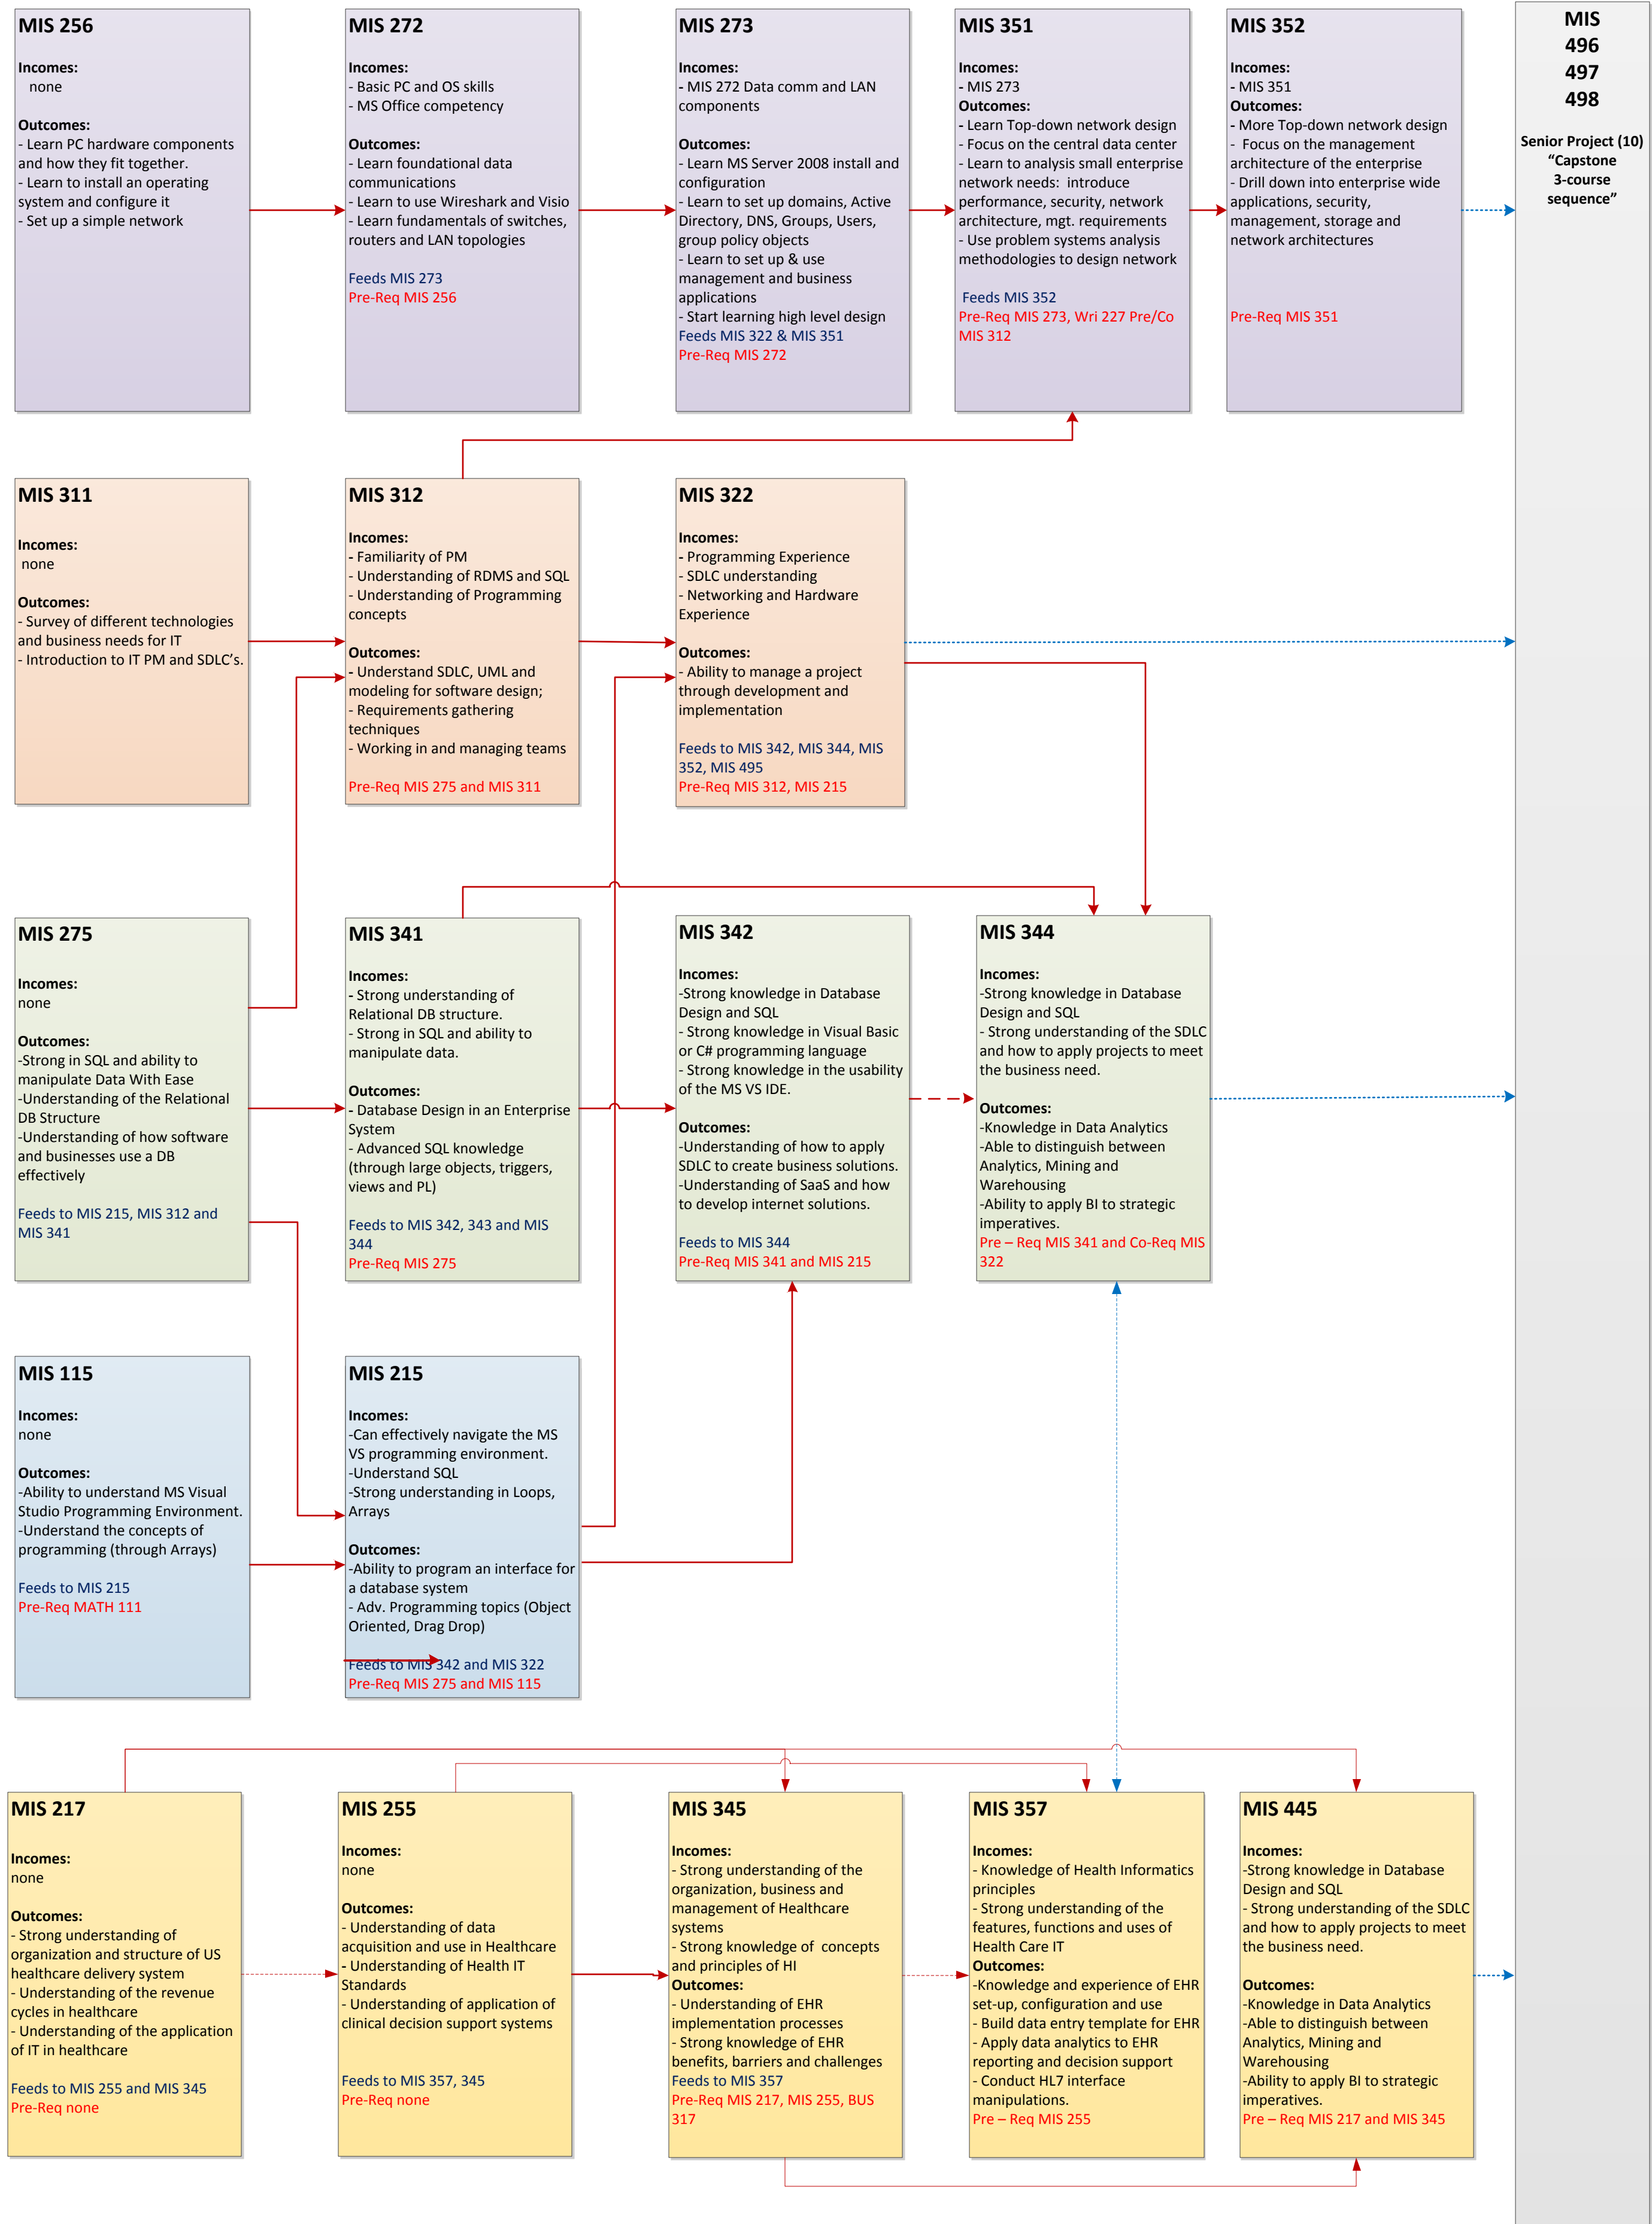 MIS 256
Incomes:
none
Outcomes:
- Learn PC hardware components
and how they fit together.
- Learn to install an operating
system and configure it
- Set up a simple network
MIS 272
Incomes:
- Basic PC and OS skills
- MS Office competency
Outcomes:
- Learn foundational data
communications
- Learn to use Wireshark and Visio
- Learn fundamentals of switches,
routers and LAN topologies
Feeds MIS 273
Pre-Req MIS 256
MIS 273
Incomes:
- MIS 272 Data comm and LAN
components
Outcomes:
- Learn MS Server 2008 install and
configuration
- Learn to set up domains, Active
Directory, DNS, Groups, Users,
group policy objects
- Learn to set up & use
management and business
applications
- Start learning high level design
Feeds MIS 322 & MIS 351
Pre-Req MIS 272
MIS 351
Incomes:
- MIS 273
Outcomes:
- Learn Top-down network design
- Focus on the central data center
- Learn to analysis small enterprise
network needs:  introduce
performance, security, network
architecture, mgt. requirements
- Use problem systems analysis
methodologies to design network
Feeds MIS 352
Pre-Req MIS 273, Wri 227 Pre/Co
MIS 312
MIS 352
Incomes:
- MIS 351
Outcomes:
- More Top-down network design
-  Focus on the management
architecture of the enterprise
- Drill down into enterprise wide
applications, security,
management, storage and
network architectures
Pre-Req MIS 351
MIS
496
497
498
Senior Project (10)
“Capstone
3-course
sequence”
MIS 311
Incomes:
none
Outcomes:
- Survey of different technologies
and business needs for IT
- Introduction to IT PM and SDLC’s.
MIS 312
Incomes:
- Familiarity of PM
- Understanding of RDMS and SQL
- Understanding of Programming
concepts
Outcomes:
- Understand SDLC, UML and
modeling for software design;
- Requirements gathering
techniques
- Working in and managing teams
Pre-Req MIS 275 and MIS 311
MIS 322
Incomes:
- Programming Experience
- SDLC understanding
- Networking and Hardware
Experience
Outcomes:
- Ability to manage a project
through development and
implementation
Feeds to MIS 342, MIS 344, MIS
352, MIS 495
Pre-Req MIS 312, MIS 215
MIS 275
Incomes:
none
Outcomes:
-Strong in SQL and ability to
manipulate Data With Ease
-Understanding of the Relational
DB Structure
-Understanding of how software
and businesses use a DB
effectively
Feeds to MIS 215, MIS 312 and
MIS 341
MIS 341
Incomes:
- Strong understanding of
Relational DB structure.
- Strong in SQL and ability to
manipulate data.
Outcomes:
- Database Design in an Enterprise
System
- Advanced SQL knowledge
(through large objects, triggers,
views and PL)
Feeds to MIS 342, 343 and MIS
344
Pre-Req MIS 275
MIS 342
Incomes:
-Strong knowledge in Database
Design and SQL
- Strong knowledge in Visual Basic
or C# programming language
- Strong knowledge in the usability
of the MS VS IDE.
Outcomes:
-Understanding of how to apply
SDLC to create business solutions.
-Understanding of SaaS and how
to develop internet solutions.
Feeds to MIS 344
Pre-Req MIS 341 and MIS 215
MIS 344
Incomes:
-Strong knowledge in Database
Design and SQL
- Strong understanding of the SDLC
and how to apply projects to meet
the business need.
Outcomes:
-Knowledge in Data Analytics
-Able to distinguish between
Analytics, Mining and
Warehousing
-Ability to apply BI to strategic
imperatives.
Pre – Req MIS 341 and Co-Req MIS
322
MIS 115
Incomes:
none
Outcomes:
-Ability to understand MS Visual
Studio Programming Environment.
-Understand the concepts of
programming (through Arrays)
Feeds to MIS 215
Pre-Req MATH 111
MIS 215
Incomes:
-Can effectively navigate the MS
VS programming environment.
-Understand SQL
-Strong understanding in Loops,
Arrays
Outcomes:
-Ability to program an interface for
a database system
- Adv. Programming topics (Object
Oriented, Drag Drop)
Feeds to MIS 342 and MIS 322
Pre-Req MIS 275 and MIS 115
MIS 217
Incomes:
none
Outcomes:
- Strong understanding of
organization and structure of US
healthcare delivery system
- Understanding of the revenue
cycles in healthcare
- Understanding of the application
of IT in healthcare
Feeds to MIS 255 and MIS 345
Pre-Req none
MIS 255
Incomes:
none
Outcomes:
- Understanding of data
acquisition and use in Healthcare
- Understanding of Health IT
Standards
- Understanding of application of
clinical decision support systems
Feeds to MIS 357, 345
Pre-Req none
MIS 345
Incomes:
- Strong understanding of the
organization, business and
management of Healthcare
systems
- Strong knowledge of  concepts
and principles of HI
Outcomes:
- Understanding of EHR
implementation processes
- Strong knowledge of EHR
benefits, barriers and challenges
Feeds to MIS 357
Pre-Req MIS 217, MIS 255, BUS
317
MIS 357
Incomes:
- Knowledge of Health Informatics
principles
- Strong understanding of the
features, functions and uses of
Health Care IT
Outcomes:
-Knowledge and experience of EHR
set-up, configuration and use
- Build data entry template for EHR
- Apply data analytics to EHR
reporting and decision support
- Conduct HL7 interface
manipulations.
Pre – Req MIS 255
MIS 445
Incomes:
-Strong knowledge in Database
Design and SQL
- Strong understanding of the SDLC
and how to apply projects to meet
the business need.
Outcomes:
-Knowledge in Data Analytics
-Able to distinguish between
Analytics, Mining and
Warehousing
-Ability to apply BI to strategic
imperatives.
Pre – Req MIS 217 and MIS 345